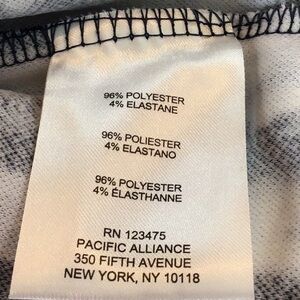 96% POLYESTER
4% ELASTANE
96% POLIESTER
4% ELASTANO
96% POLYESTER
4% ÉLASTHANNE
RN 123475
PACIFIC ALLIANCE
350 FIFTH AVENUE
NEW YORK, NY 10118